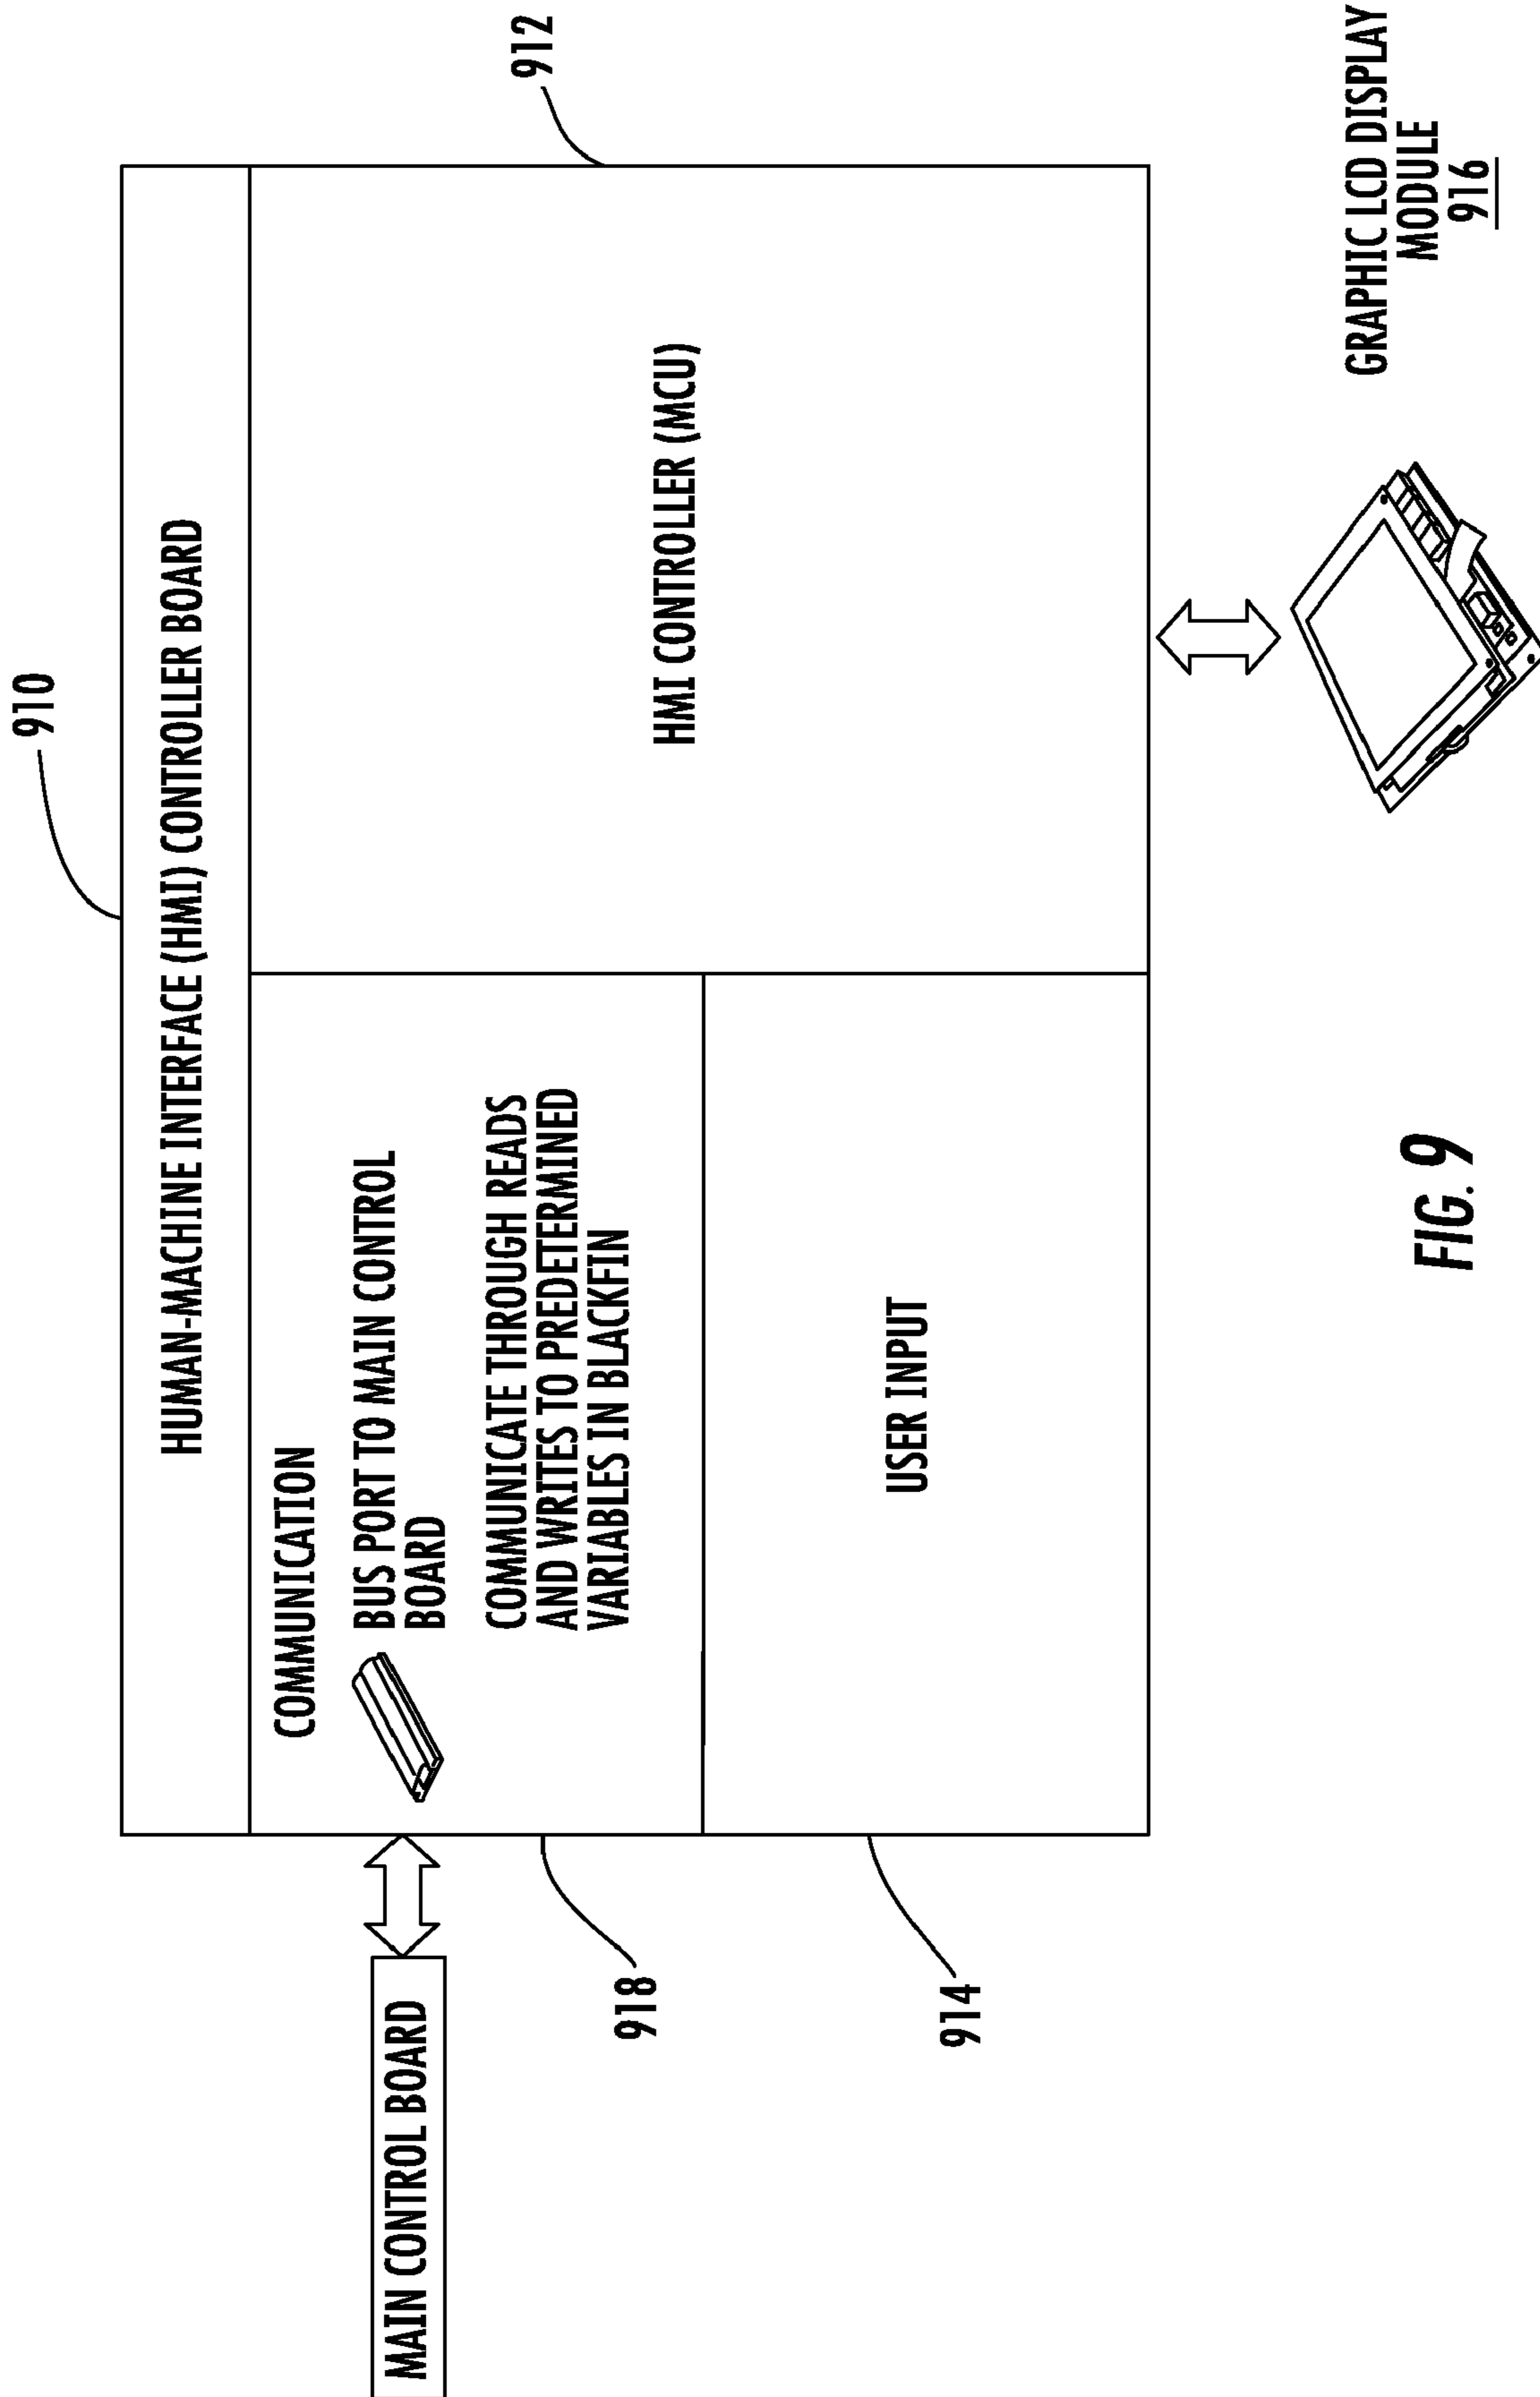 910
HUMAN-MACHINE INTERFACE (HMI) CONTROLLER BOARD
912
COMMUNICATION
BUS PORT TO MAIN CONTROL
BOARD
COMMUNICATE THROUGH READS
AND WRITES TO PREDETERMINED
VARIABLES IN BLACKFIN
MAIN CONTROL BOARD
918
HMI CONTROLLER (MCU)
USER INPUT
914
GRAPHIC LCD DISPLAY
MODULE
916
FIG. 9